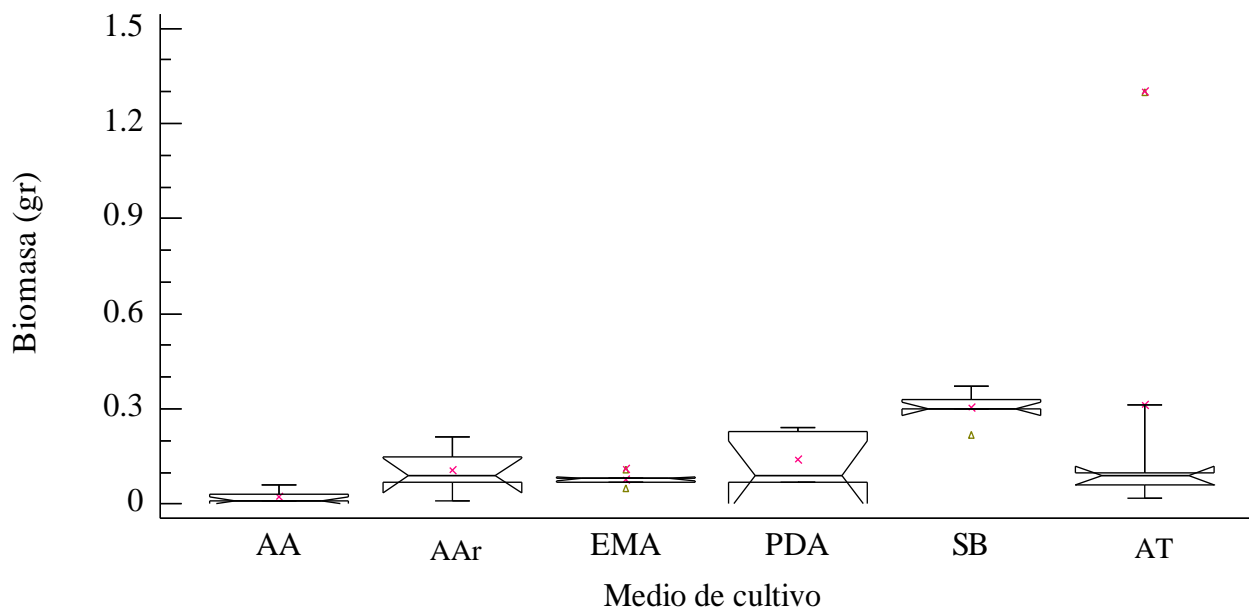 Biomasa (gr)
1.5
1.2
0.9
0.6
0.3
0
AA AAr EMA PDA SB AT
Medio de cultivo